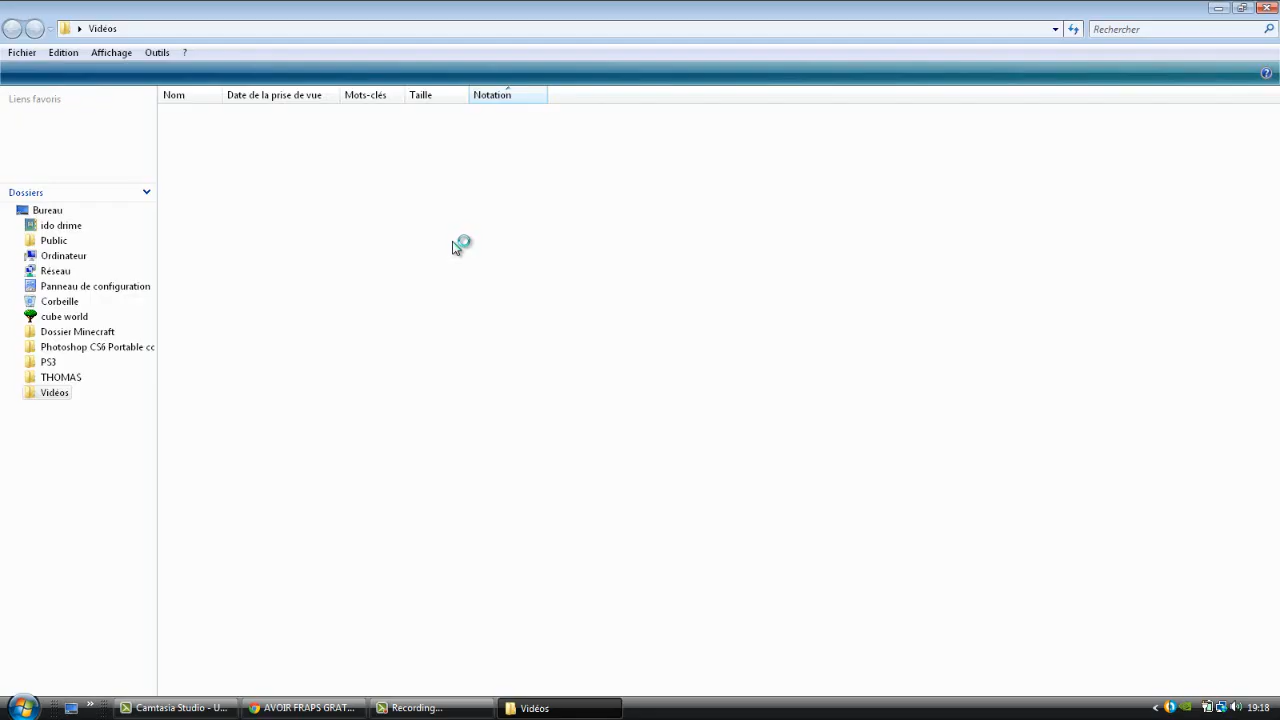 Vidéos
Rechercher
Fichier Edition Affichage Outils ?
Liens favoris
Nom Date de la prise de vue Mots-clés Taille Notation
Dossiers
Bureau
ido drime
Public
Ordinateur
Réseau
Panneau de configuration
Corbeille
cube world
Dossier Minecraft
Photoshop CS6 Portable cc
PS3
THOMAS
Vidéos
Camtasia Studio - U... AVOIR FRAPS GRAT... Recording... Vidéos 19:18